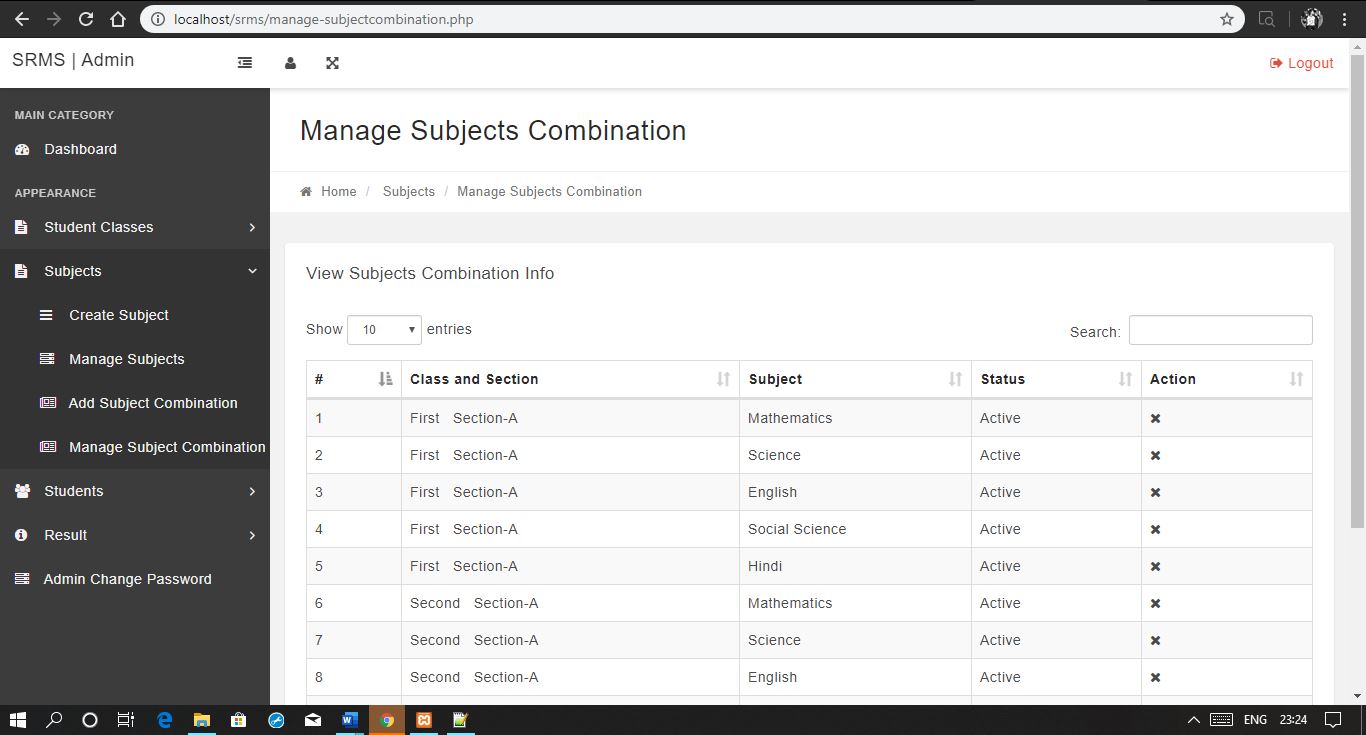 localhost/srms/manage-subjectcombination.php
SRMS | Admin
Logout
MAIN CATEGORY
Dashboard
APPEARANCE
Student Classes
Subjects
Create Subject
Manage Subjects
Add Subject Combination
Manage Subject Combination
Students
Result
Admin Change Password
Manage Subjects Combination
Home / Subjects / Manage Subjects Combination
View Subjects Combination Info
Show 10 entries
Search:
# Class and Section Subject Status Action
1 First Section-A Mathematics Active
2 First Section-A Science Active
3 First Section-A English Active
4 First Section-A Social Science Active
5 First Section-A Hindi Active
6 Second Section-A Mathematics Active
7 Second Section-A Science Active
8 Second Section-A English Active
ENG 23:24